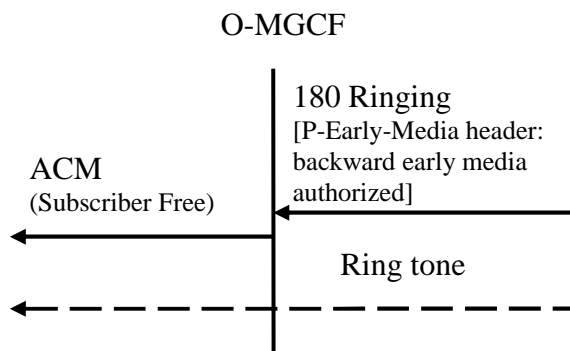 O-MGCF
180 Ringing
[P-Early-Media header:
backward early media
authorized]
ACM
(Subscriber Free)
Ring tone